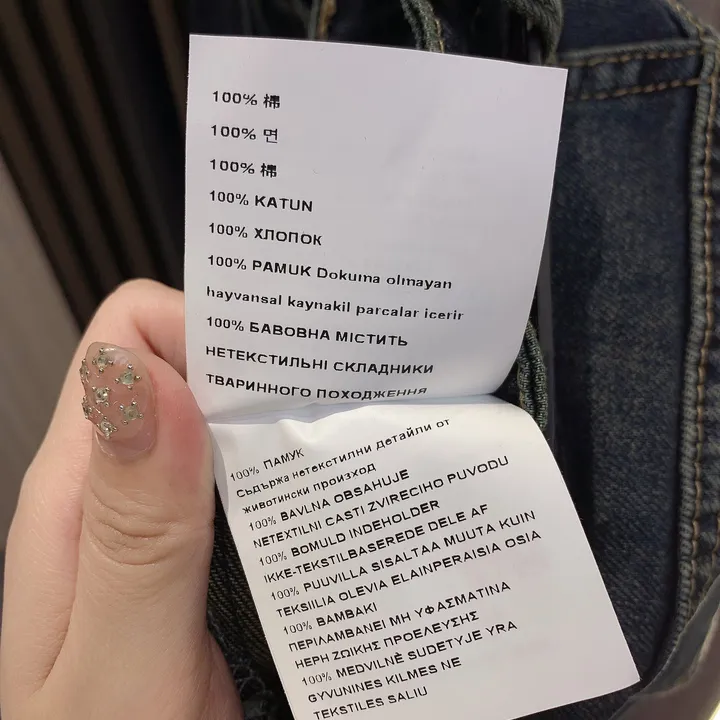 100% 棉
100% 면
100% 棉
100% KATUN
100% ХЛОПОК
100% PAMUK Dokuma olmayan
hayvansal kaynakil parcalar icerir
100% БАВОВНА МІСТИТЬ
НЕТЕКСТИЛЬНІ СКЛАДНИКИ
ТВАРИННОГО ПОХОДЖЕННЯ
100% ПАМУК
Съдържа нетекстилни детайли от
животински произход
100% BAVLNA OBSAHUJE
NETEXTILNI CASTI ZVIRECIHO PUVODU
100% BOMULD INDEHOLDER
IKKE-TEKSTILBASEREDE DELE AF
100% PUUVILLA SISALTAA MUUTA KUIN
TEKSIILIA OLEVIA ELAINPERAISIA OSIA
100% BAMBAKI
ΠΕΡΙΛΑΜΒΑΝΕΙ ΜΗ ΥΦΑΣΜΑΤΙΝΑ
ΗΕΡΗ ΖΩΙΚΗΣ ΠΡΟΕΛΕΥΣΗΣ
100% MEDVILNĖ SUDETYJE YRA
GYVUNINES KILMES NE
TEKSTILES SALIU